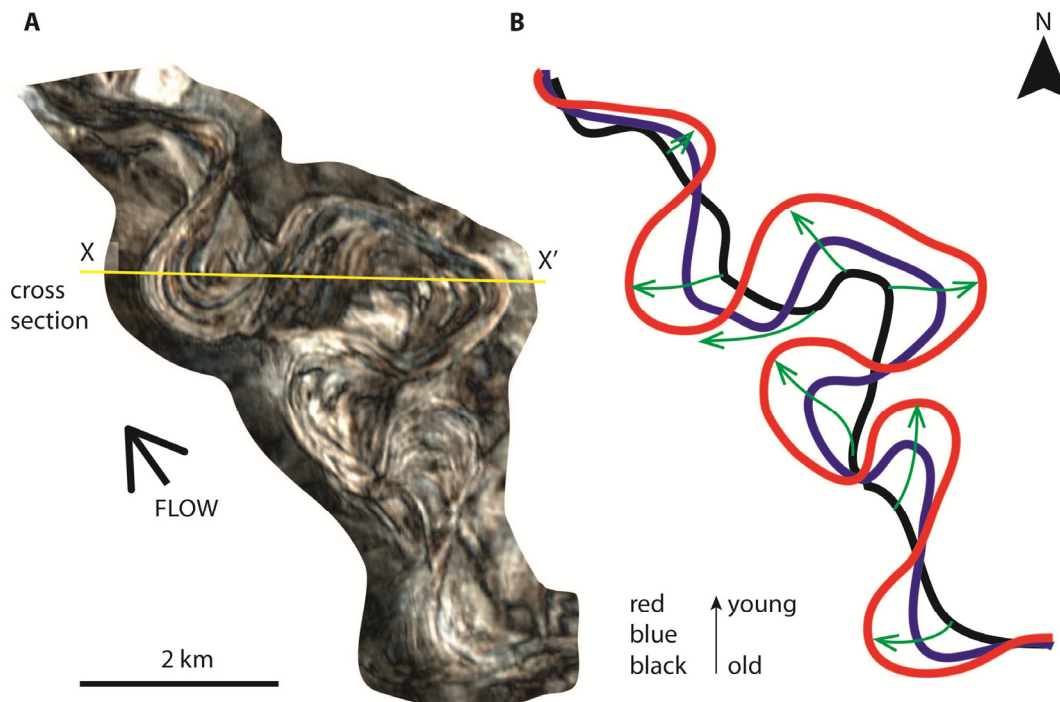 A
B
N
X
X'
cross
section
FLOW
2 km
red
blue
black
young
old